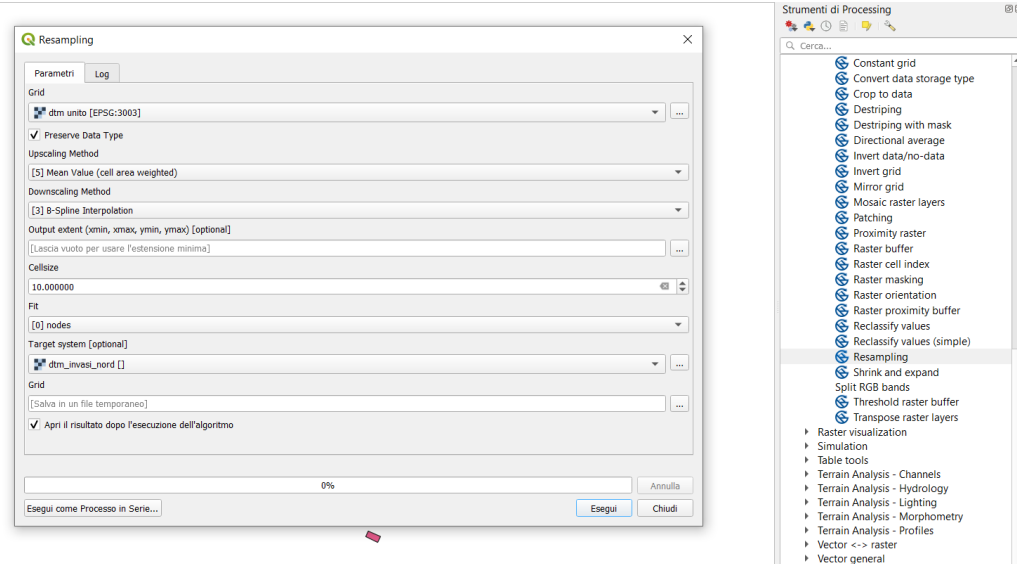 Resampling
Parametri
Log
Grid
dtm unito [EPSG:3003]
...
Preserve Data Type
Upscaling Method
[5] Mean Value (cell area weighted)
Downscaling Method
[3] B-Spline Interpolation
Output extent (xmin, xmax, ymin, ymax) [optional]
[Lascia vuoto per usare l'estensione minima]
...
Cellsize
10.000000
Fit
[0] nodes
Target system [optional]
dtm_invasi_nord []
...
Grid
[Salva in un file temporaneo]
...
Apri il risultato dopo l'esecuzione dell'algoritmo
0%
Annulla
Esegui come Processo in Serie...
Esegui
Chiudi
Strumenti di Processing
Cerca...
Constant grid
Convert data storage type
Crop to data
Destriping
Destriping with mask
Directional average
Invert data/no-data
Invert grid
Mirror grid
Mosaic raster layers
Patching
Proximity raster
Raster buffer
Raster cell index
Raster masking
Raster orientation
Raster proximity buffer
Reclassify values
Reclassify values (simple)
Resampling
Shrink and expand
Split RGB bands
Threshold raster buffer
Transpose raster layers
Raster visualization
Simulation
Table tools
Terrain Analysis - Channels
Terrain Analysis - Hydrology
Terrain Analysis - Lighting
Terrain Analysis - Morphometry
Terrain Analysis - Profiles
Vector <-> raster
Vector general